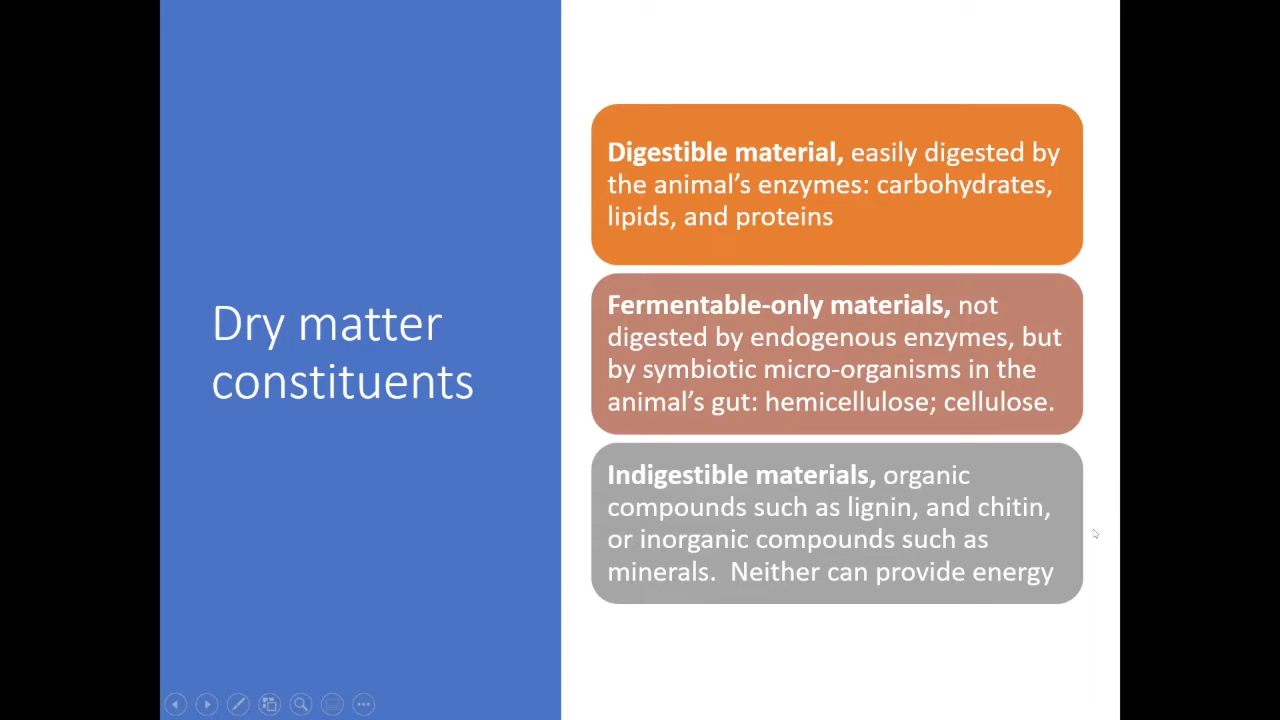 Dry matter
constituents
Digestible material, easily digested by
the animal’s enzymes: carbohydrates,
lipids, and proteins
Fermentable-only materials, not
digested by endogenous enzymes, but
by symbiotic micro-organisms in the
animal’s gut: hemicellulose; cellulose.
Indigestible materials, organic
compounds such as lignin, and chitin,
or inorganic compounds such as
minerals.  Neither can provide energy